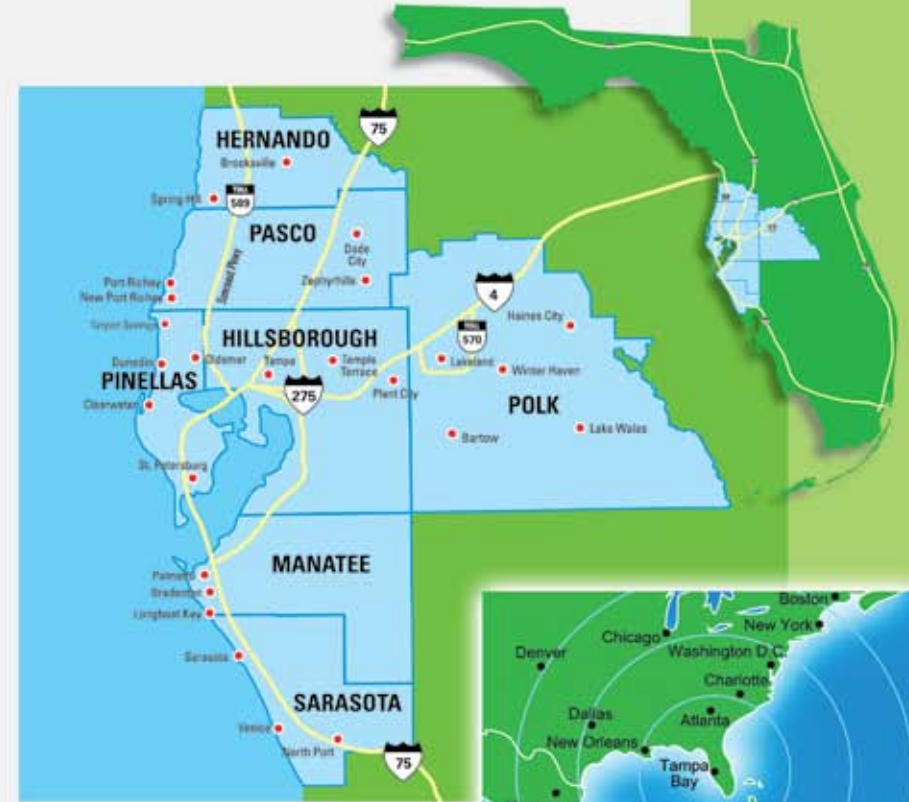 HERNANDO
75
Brooksville
Spring Hill
TOLL
589
PASCO
Dade
City
Suncoast Pkwy
Zephyrhills
Port Richey
New Port Richey
4
Tarpon Springs
Haines City
HILLSBOROUGH
TOLL
570
Dunedin
Oldsmar
Tampa
Temple
Terrace
Lakeland
Winter Haven
PINELLAS
Plant City
275
Clearwater
POLK
Bartow
Lake Wales
St. Petersburg
MANATEE
Palmetto
Bradenton
Longboat Key
Sarasota
SARASOTA
Venice
North Port
75
Boston
New York
Chicago
Washington D.C.
Denver
Charlotte
Dallas
Atlanta
New Orleans
Tampa
Bay